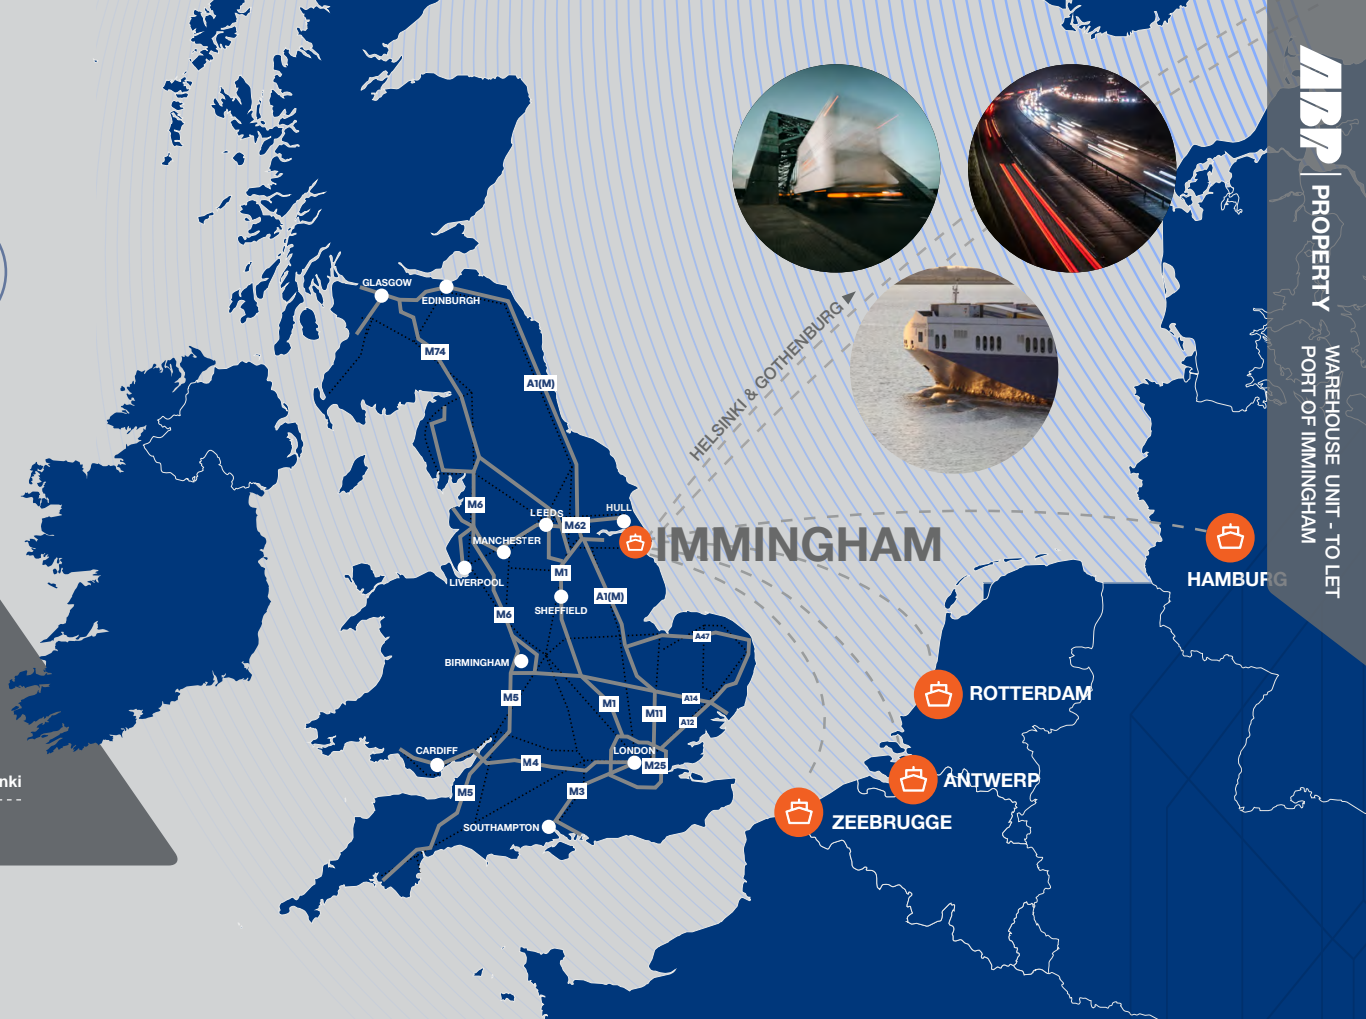 ABP
PROPERTY
WAREHOUSE UNIT - TO LET
PORT OF IMMINGHAM
HELSINKI & GOTHENBURG
GLASGOW
EDINBURGH
M74
A1(M)
M6
LEEDS
M62
HULL
IMMINGHAM
MANCHESTER
LIVERPOOL
M1
SHEFFIELD
A1(M)
M6
HAMBURG
A47
BIRMINGHAM
M5
M1
M11
A14
A12
ROTTERDAM
CARDIFF
M4
LONDON
M25
ANTWERP
M5
M3
SOUTHAMPTON
ZEEBRUGGE
nki